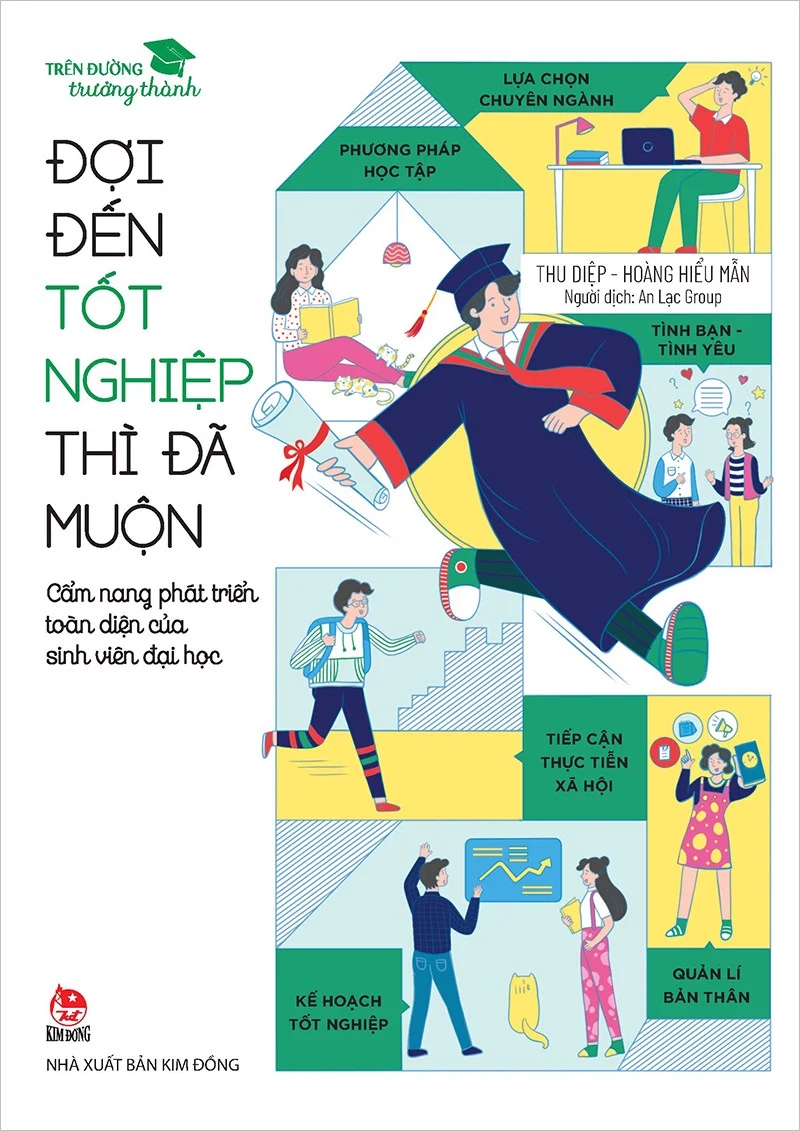 TRÊN ĐƯỜNG
trưởng thành
ĐỢI
ĐẾN
TỐT
NGHIỆP
THÌ ĐÃ
MUỘN
Cẩm nang phát triển
toàn diện của
sinh viên đại học
LỰA CHỌN
CHUYÊN NGÀNH
PHƯƠNG PHÁP
HỌC TẬP
THU DIỆP - HOÀNG HIỂU MẪN
Người dịch: An Lạc Group
TÌNH BẠN -
TÌNH YÊU
TIẾP CẬN
THỰC TIỄN
XÃ HỘI
QUẢN LÍ
BẢN THÂN
KẾ HOẠCH
TỐT NGHIỆP
KIM ĐỒNG
NHÀ XUẤT BẢN KIM ĐỒNG